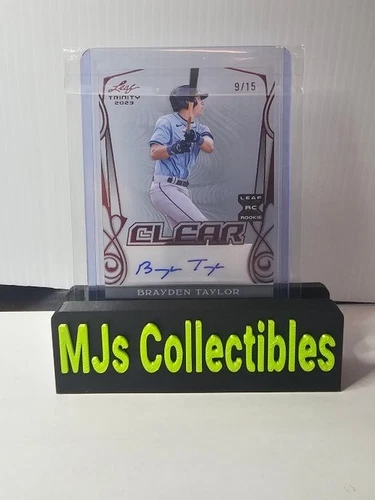 Leaf
TRINITY
2023
9/15
LEAF
RC
ROOKIE
CLEAR
BRAYDEN TAYLOR
MJs Collectibles